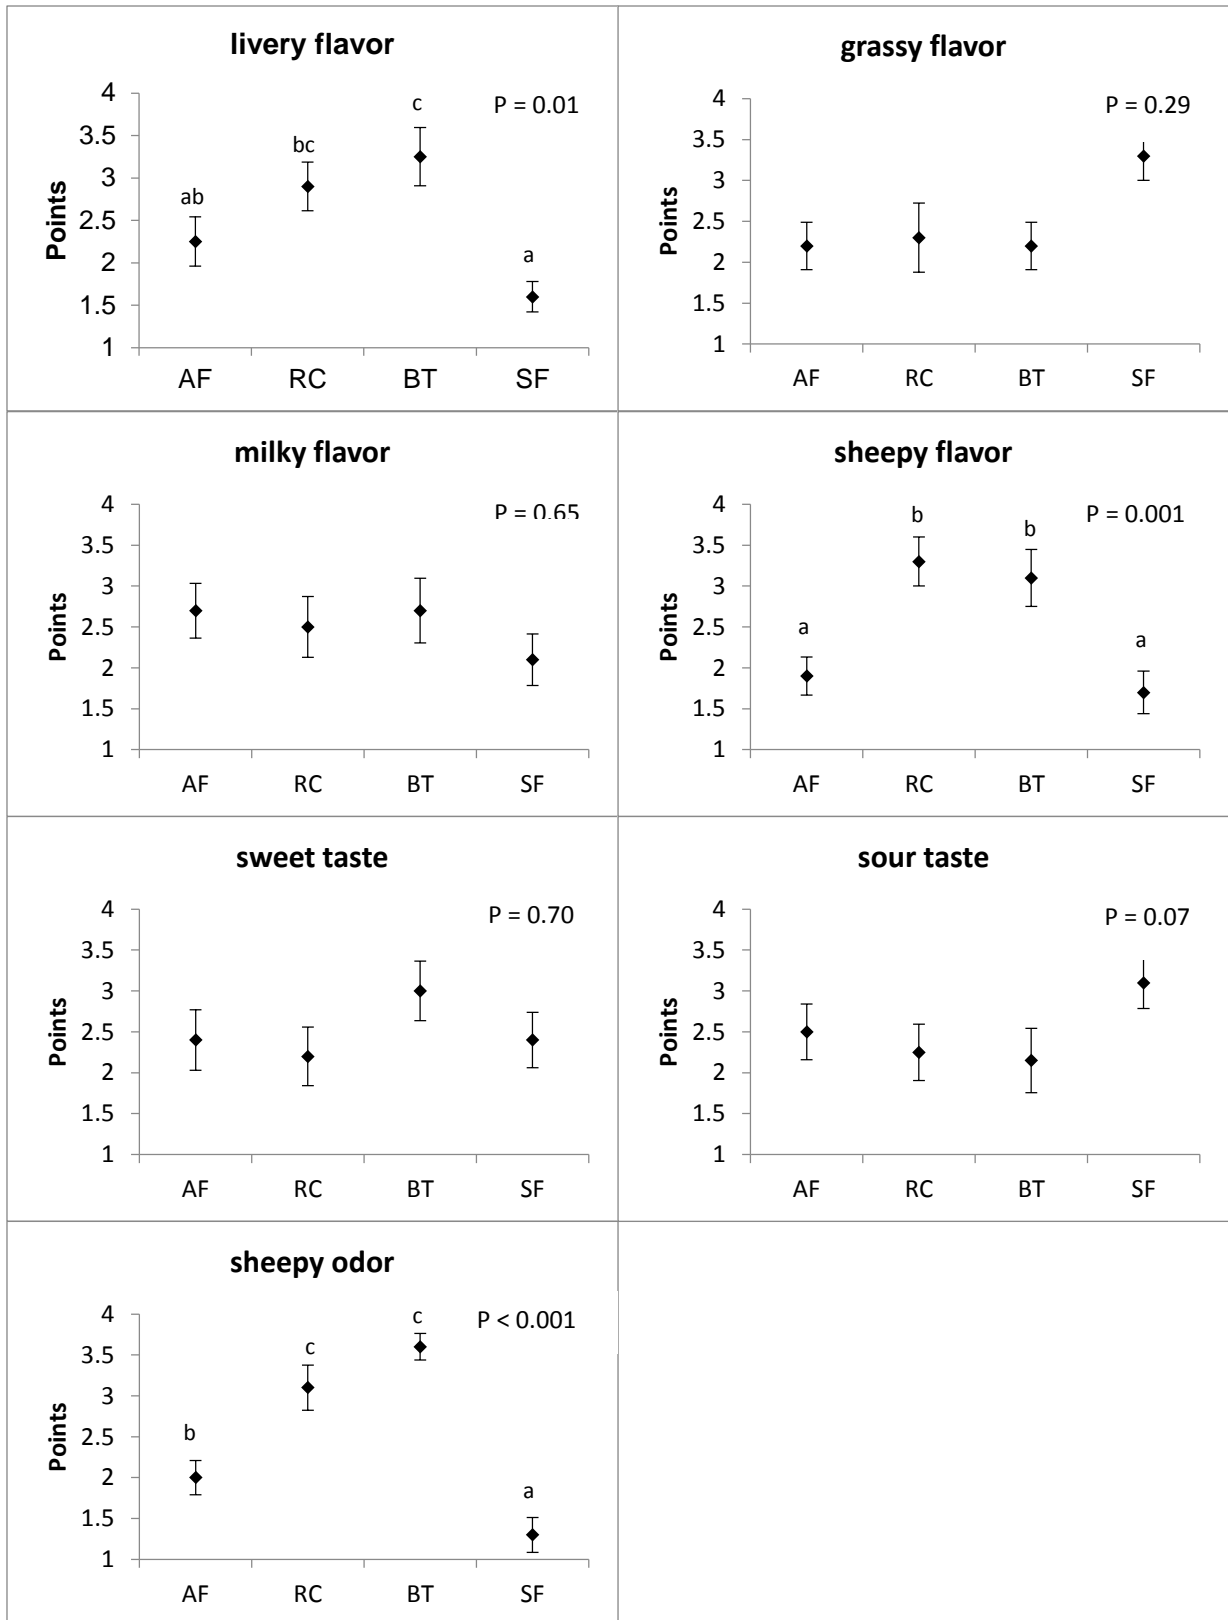 livery flavor
P = 0.01
4
3.5
3
2.5
2
1.5
1
Points
ab
bc
c
a
AF RC BT SF
grassy flavor
P = 0.29
4
3.5
3
2.5
2
1.5
1
Points
AF RC BT SF
milky flavor
P = 0.65
4
3.5
3
2.5
2
1.5
1
Points
AF RC BT SF
sheepy flavor
P = 0.001
4
3.5
3
2.5
2
1.5
1
Points
a
b
b
a
AF RC BT SF
sweet taste
P = 0.70
4
3.5
3
2.5
2
1.5
1
Points
AF RC BT SF
sour taste
P = 0.07
4
3.5
3
2.5
2
1.5
1
Points
AF RC BT SF
sheepy odor
P < 0.001
4
3.5
3
2.5
2
1.5
1
Points
b
c
c
a
AF RC BT SF